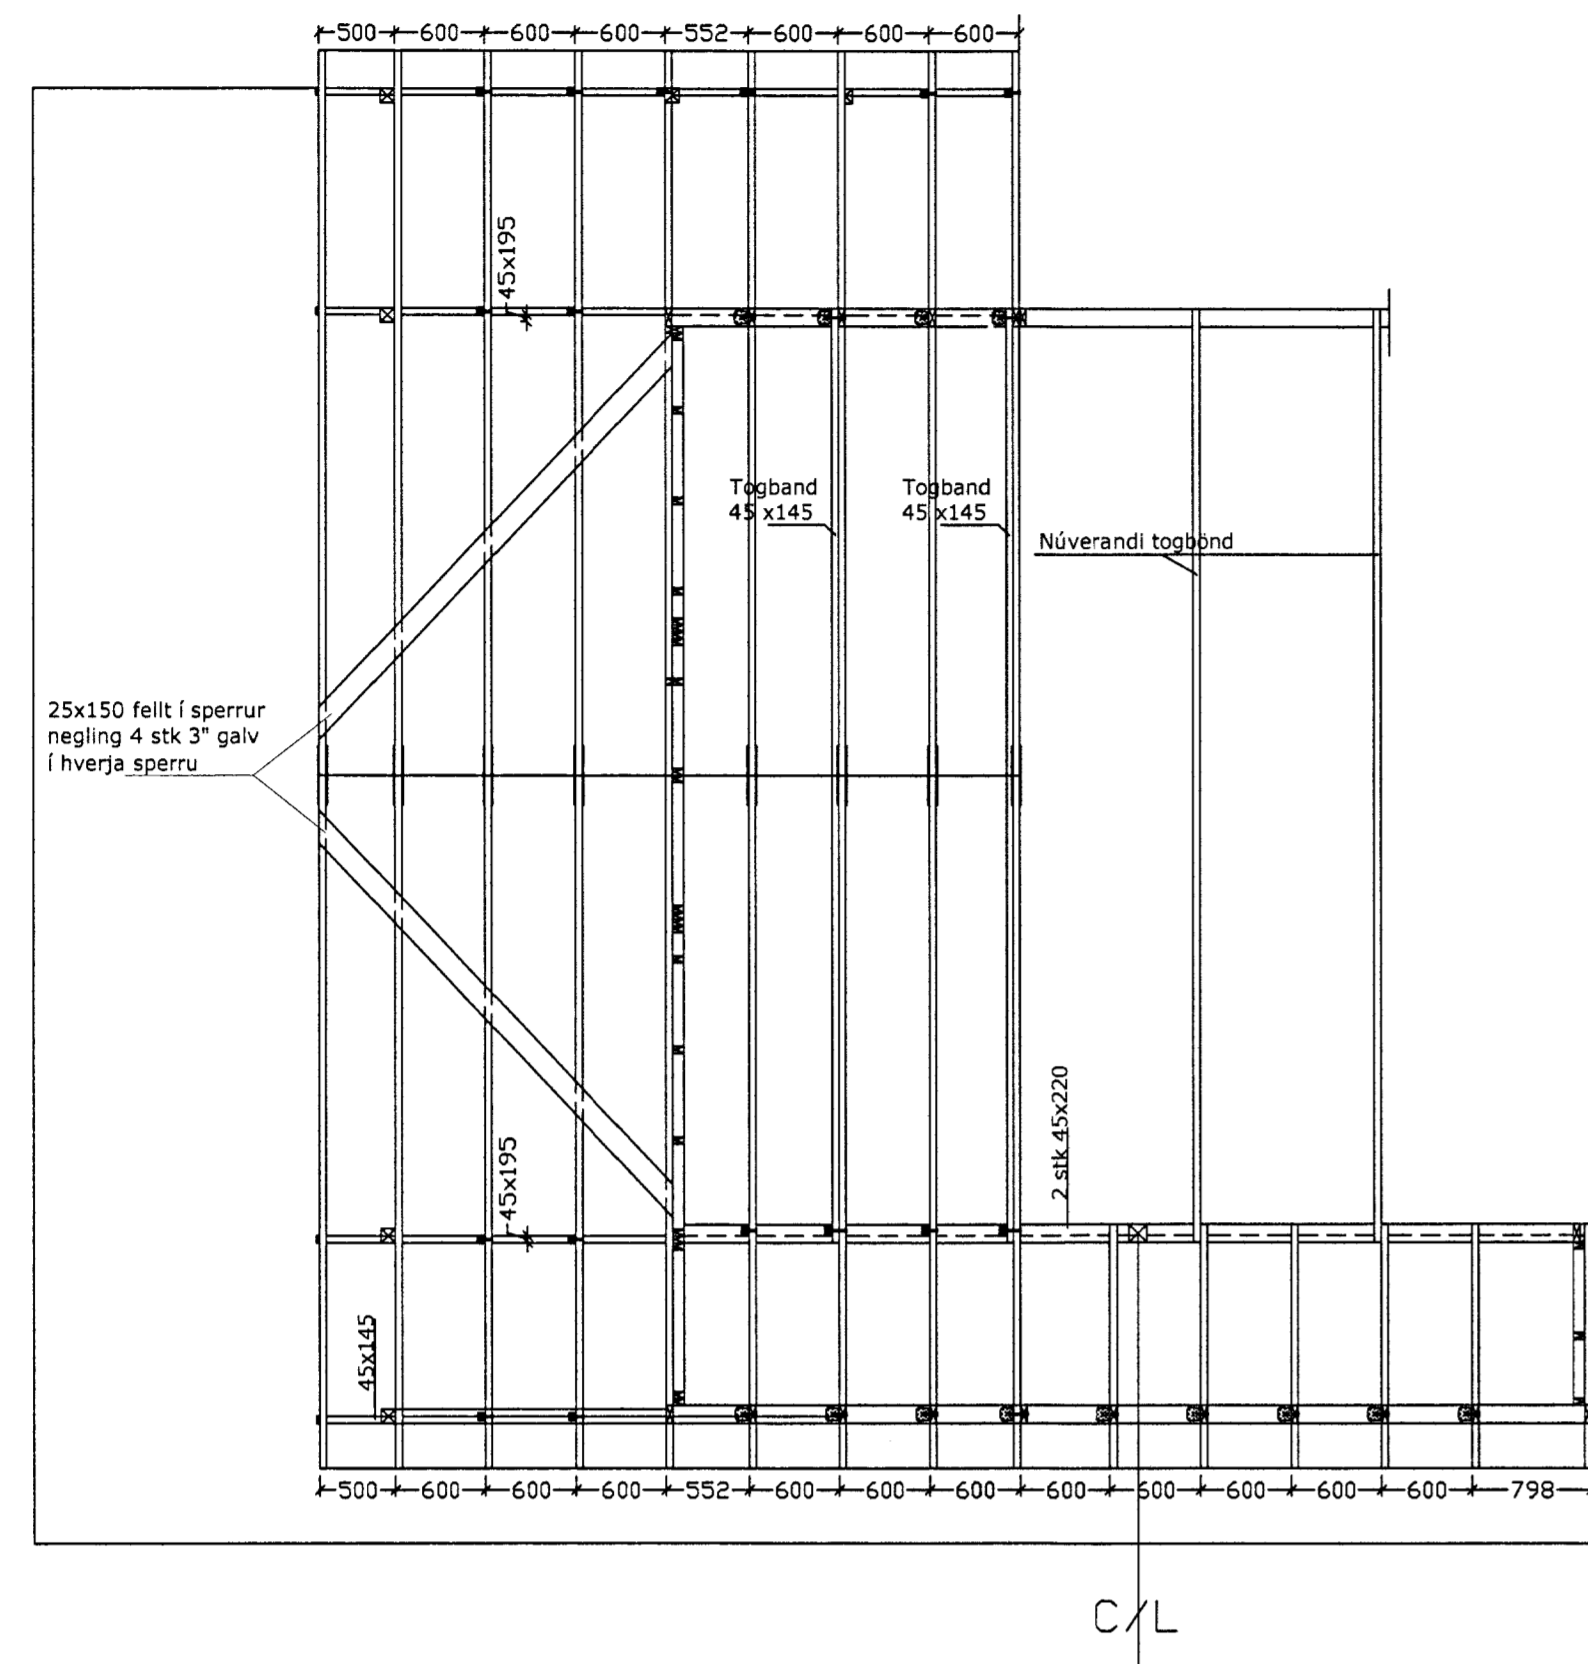 500 600 600 600 552 600 600 600
45x195
Togband
45 x145
Togband
45 x145
Núverandi togbönd
25x150 fellt í sperrur
negling 4 stk 3" galv
í hverja sperru
2 stk 45x220
45x195
45x145
500 600 600 600 552 600 600 600 600 600 600 600 600 798
C/L